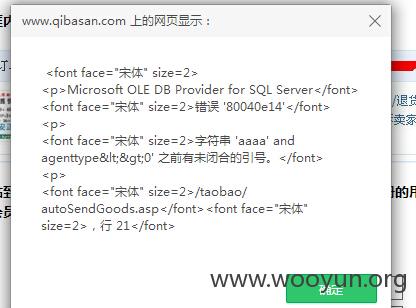 www.qibasan.com 上的网页显示：
<font face="宋体" size=2>
<p>Microsoft OLE DB Provider for SQL Server</font>
<font face="宋体" size=2>错误 '80040e14'</font>
<p>
<font face="宋体" size=2>字符串 'aaaa' and
agenttype&lt;&gt;0' 之前有未闭合的引号。</font>
<p>
<font face="宋体" size=2>/taobao/
autoSendGoods.asp</font><font face="宋体"
size=2>，行 21</font>
确定
www.wooyun.org